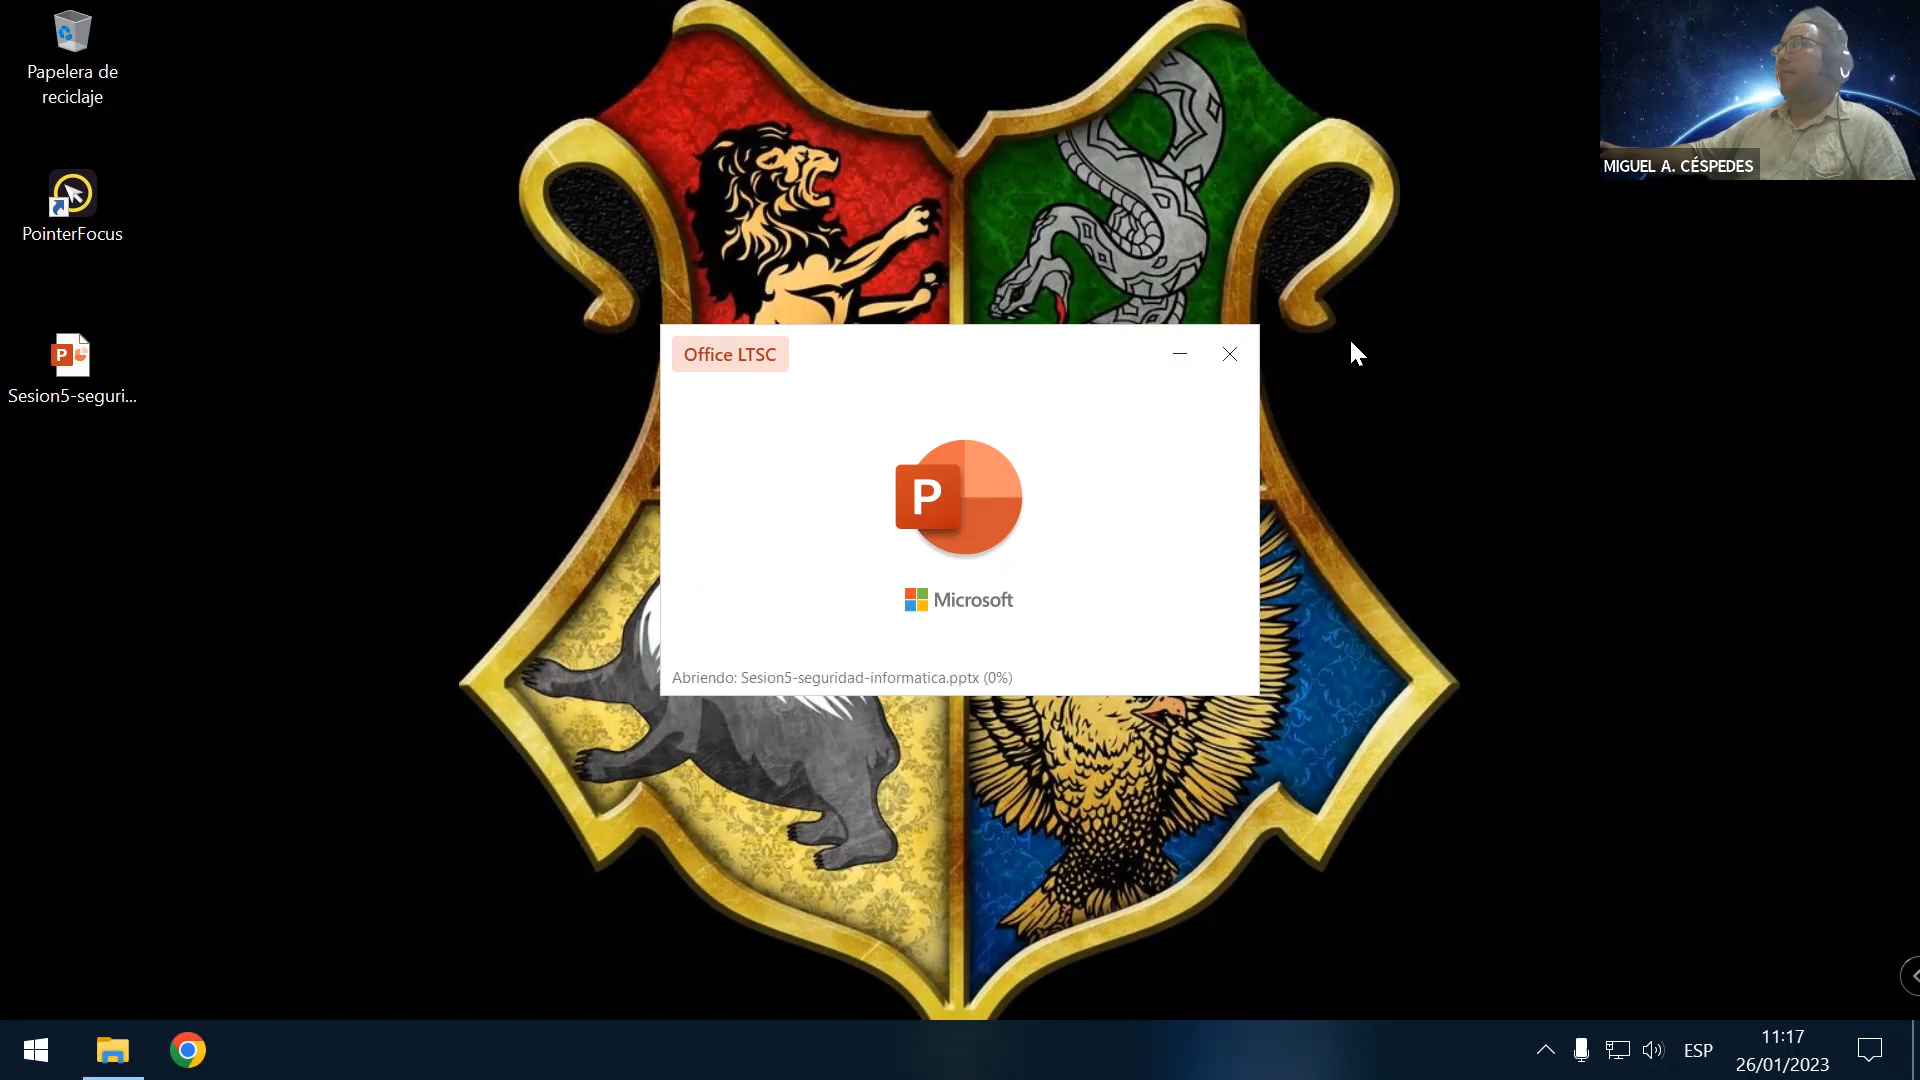 Papelera de
reciclaje
PointerFocus
Sesion5-seguri...
MIGUEL A. CÉSPEDES
Office LTSC
P
P
Microsoft
Abriendo: Sesion5-seguridad-informatica.pptx (0%)
ESP
11:17
26/01/2023